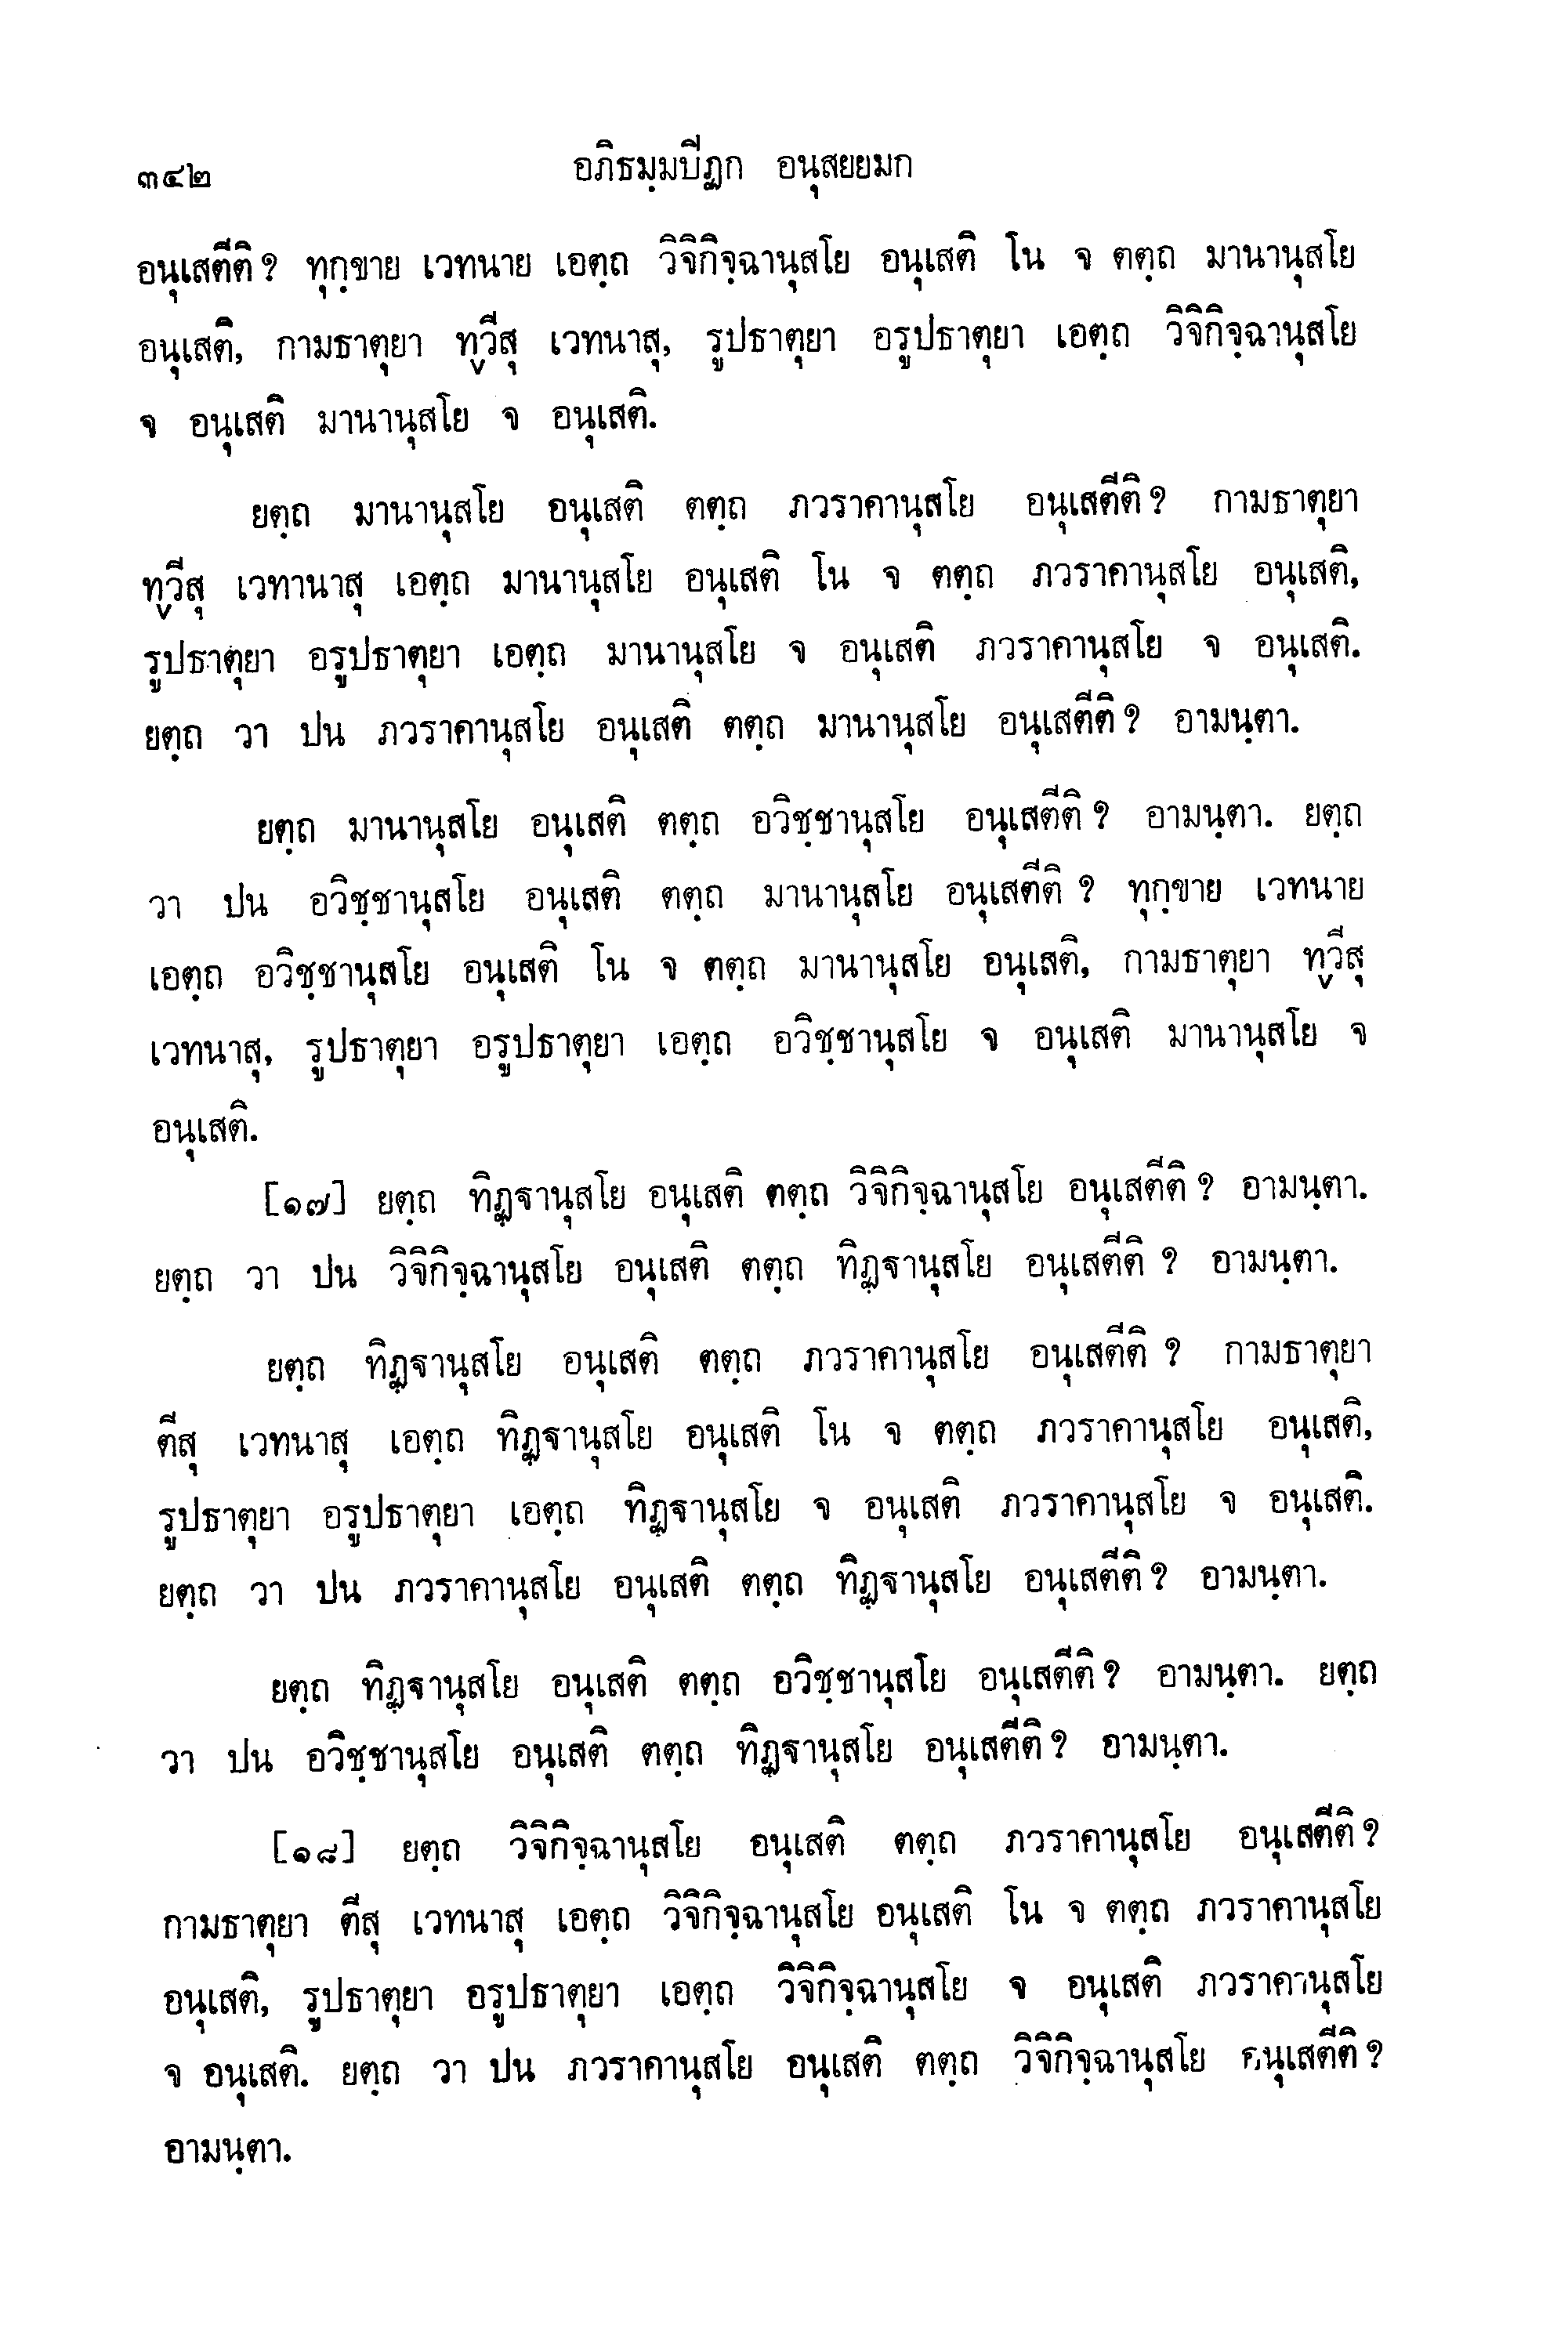 ๓๔๒ อภิธมฺมปิฏก อนุสยยมก
อนุเสตีติ? ทุกฺขาย เวทนาย เอตฺถ วิจิกิจฺฉานุสโย อนุเสติ โน จ ตตฺถ มานานุสโย
อนุเสติ, กามธาตุยา ทฺวีสุ เวทนาสุ, รูปธาตุยา อรูปธาตุยา เอตฺถ วิจิกิจฺฉานุสโย
จ อนุเสติ มานานุสโย จ อนุเสติ.
ยตฺถ มานานุสโย อนุเสติ ตตฺถ ภวราคานุสโย อนุเสตีติ? กามธาตุยา
ทฺวีสุ เวทานาสุ เอตฺถ มานานุสโย อนุเสติ โน จ ตตฺถ ภวราคานุสโย อนุเสติ,
รูปธาตุยา อรูปธาตุยา เอตฺถ มานานุสโย จ อนุเสติ ภวราคานุสโย จ อนุเสติ.
ยตฺถ วา ปน ภวราคานุสโย อนุเสติ ตตฺถ มานานุสโย อนุเสตีติ? อามนฺตา.
ยตฺถ มานานุสโย อนุเสติ ตตฺถ อวิชฺชานุสโย อนุเสตีติ? อามนฺตา. ยตฺถ
วา ปน อวิชฺชานุสโย อนุเสติ ตตฺถ มานานุสโย อนุเสตีติ? ทุกฺขาย เวทนาย
เอตฺถ อวิชฺชานุสโย อนุเสติ โน จ ตตฺถ มานานุสโย อนุเสติ, กามธาตุยา ทฺวีสุ
เวทนาสุ, รูปธาตุยา อรูปธาตุยา เอตฺถ อวิชฺชานุสโย จ อนุเสติ มานานุสโย จ
อนุเสติ.
[๑๗] ยตฺถ ทิฏฺฐานุสโย อนุเสติ ตตฺถ วิจิกิจฺฉานุสโย อนุเสตีติ? อามนฺตา.
ยตฺถ วา ปน วิจิกิจฺฉานุสโย อนุเสติ ตตฺถ ทิฏฺฐานุสโย อนุเสตีติ? อามนฺตา.
ยตฺถ ทิฏฺฐานุสโย อนุเสติ ตตฺถ ภวราคานุสโย อนุเสตีติ? กามธาตุยา
ตีสุ เวทนาสุ เอตฺถ ทิฏฺฐานุสโย อนุเสติ โน จ ตตฺถ ภวราคานุสโย อนุเสติ,
รูปธาตุยา อรูปธาตุยา เอตฺถ ทิฏฺฐานุสโย จ อนุเสติ ภวราคานุสโย จ อนุเสติ.
ยตฺถ วา ปน ภวราคานุสโย อนุเสติ ตตฺถ ทิฏฺฐานุสโย อนุเสตีติ? อามนฺตา.
ยตฺถ ทิฏฺฐานุสโย อนุเสติ ตตฺถ อวิชฺชานุสโย อนุเสตีติ? อามนฺตา. ยตฺถ
วา ปน อวิชฺชานุสโย อนุเสติ ตตฺถ ทิฏฺฐานุสโย อนุเสตีติ? อามนฺตา.
[๑๘] ยตฺถ วิจิกิจฺฉานุสโย อนุเสติ ตตฺถ ภวราคานุสโย อนุเสตีติ?
กามธาตุยา ตีสุ เวทนาสุ เอตฺถ วิจิกิจฺฉานุสโย อนุเสติ โน จ ตตฺถ ภวราคานุสโย
อนุเสติ, รูปธาตุยา อรูปธาตุยา เอตฺถ วิจิกิจฺฉานุสโย จ อนุเสติ ภวราคานุสโย
จ อนุเสติ. ยตฺถ วา ปน ภวราคานุสโย อนุเสติ ตตฺถ วิจิกิจฺฉานุสโย อนุเสตีติ?
อามนฺตา.